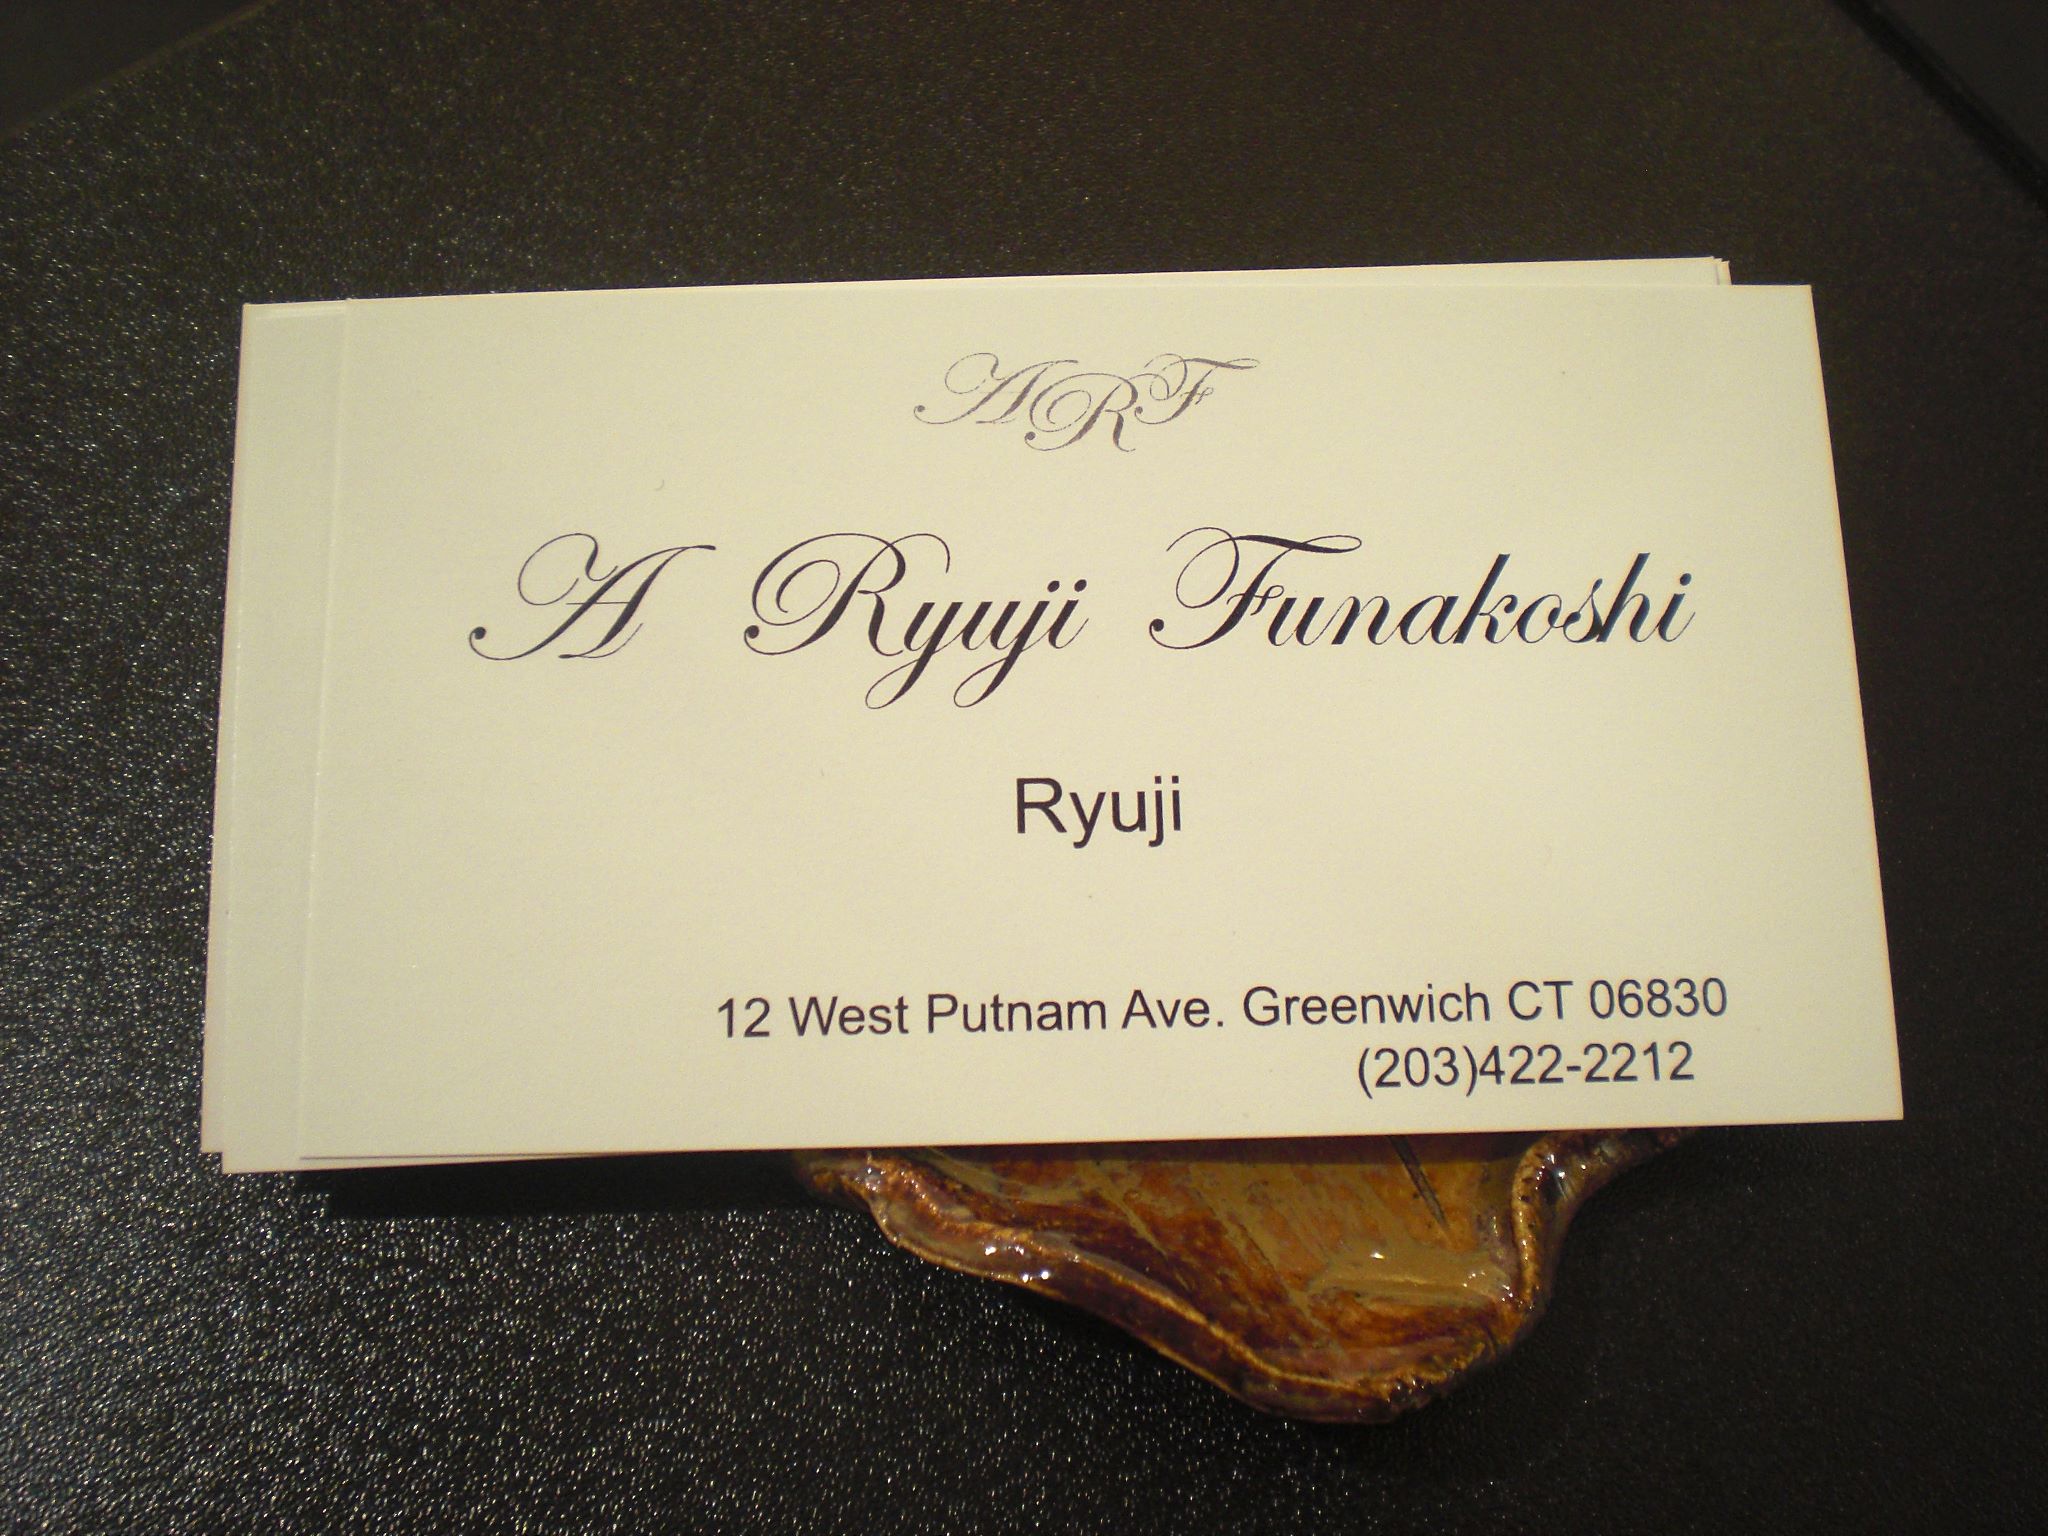 ARF
A Ryuji Funakoshi
Ryuji
12 West Putnam Ave. Greenwich CT 06830
(203)422-2212